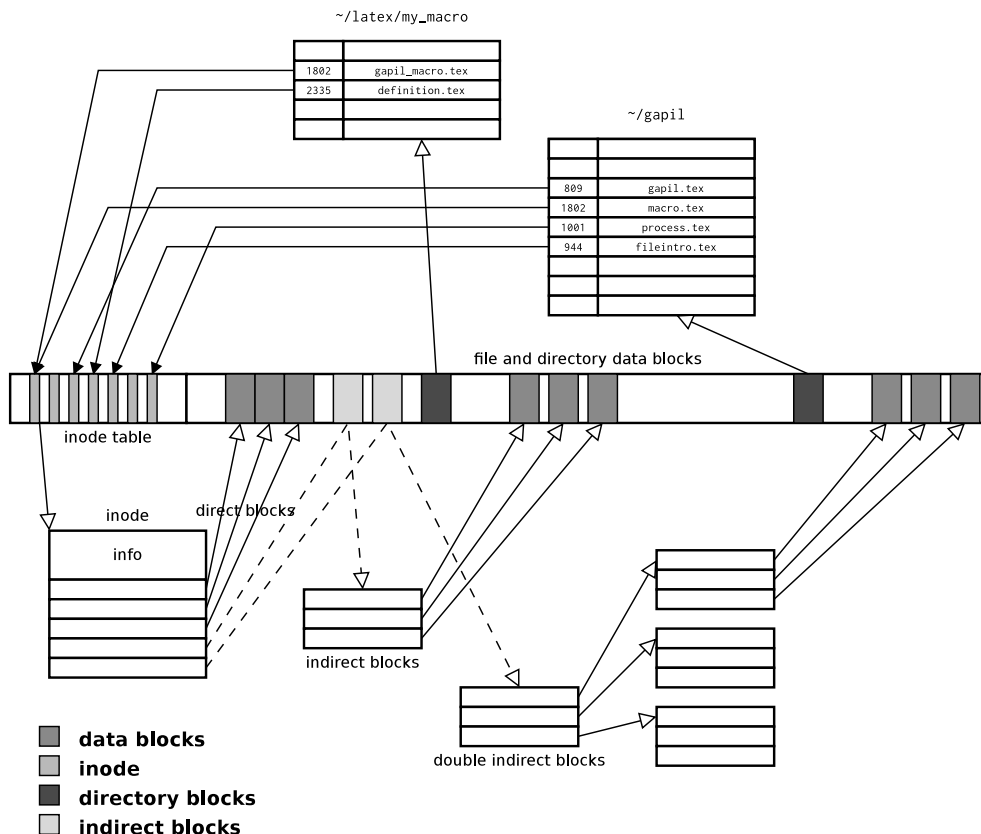 ~/latex/my_macro
1802 gapil_macro.tex
2335 definition.tex
~/gapil
809 gapil.tex
1802 macro.tex
1001 process.tex
944 fileintro.tex
file and directory data blocks
inode table
inode
direct blocks
info
indirect blocks
double indirect blocks
data blocks
inode
directory blocks
indirect blocks